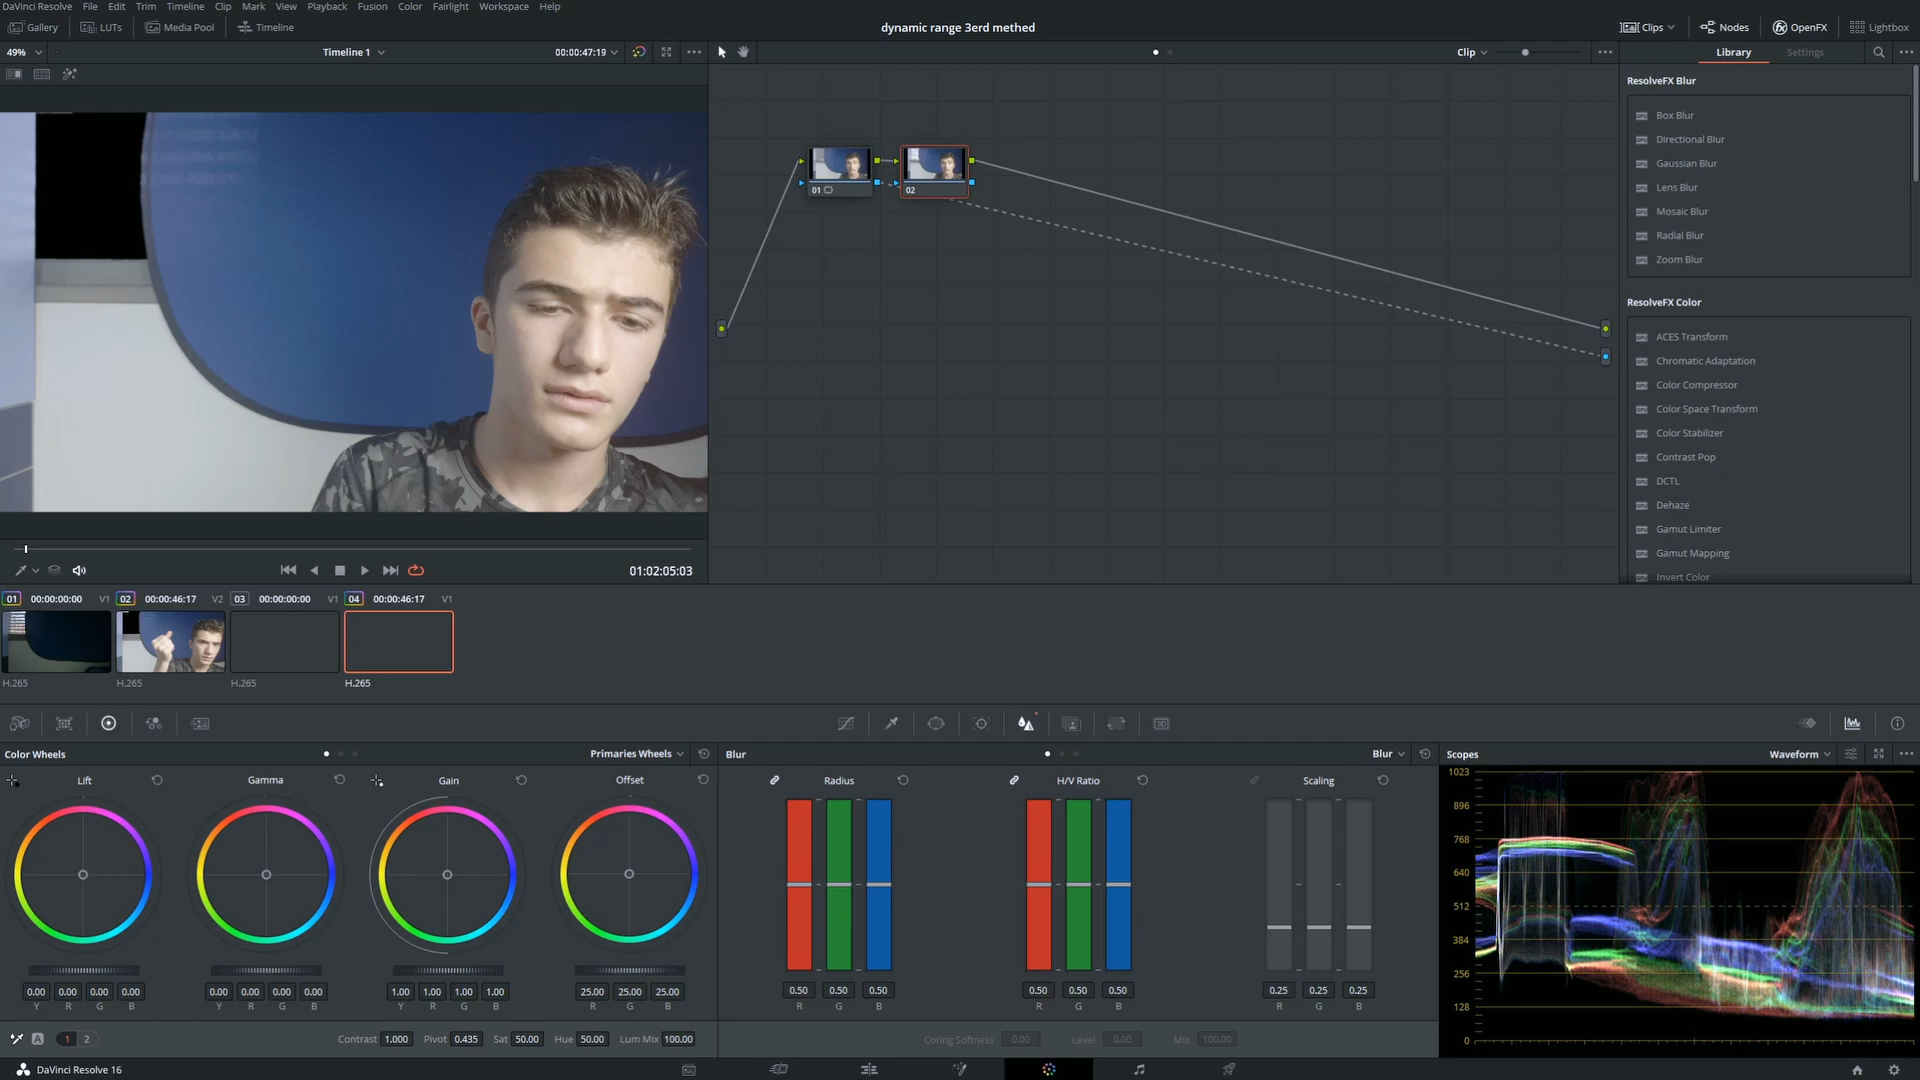 DaVinci Resolve File Edit Trim Timeline Clip Mark View Playback Fusion Color Fairlight Workspace Help
Gallery LUTs Media Pool Timeline dynamic range 3erd methed Clips Nodes OpenFX Lightbox
49% Timeline 1 00:00:47:19 Clip Library Settings
ResolveFX Blur
Box Blur
Directional Blur
Gaussian Blur
Lens Blur
Mosaic Blur
Radial Blur
Zoom Blur
01 02
ResolveFX Color
ACES Transform
Chromatic Adaptation
Color Compressor
Color Space Transform
Color Stabilizer
Contrast Pop
DCTL
Dehaze
Gamut Limiter
Gamut Mapping
Invert Color
01:02:05:03
01 00:00:00:00 V1 02 00:00:46:17 V2 03 00:00:00:00 V1 04 00:00:46:17 V1
H.265 H.265 H.265 H.265
Color Wheels Primaries Wheels Blur Blur Scopes Waveform
Lift Gamma Gain Offset Radius H/V Ratio Scaling
1023
896
768
640
512
384
256
128
0
0.00 0.00 0.00 0.00 0.00 0.00 0.00 0.00 1.00 1.00 1.00 1.00 25.00 25.00 25.00 0.50 0.50 0.50 0.50 0.50 0.50 0.25 0.25 0.25
Y R G B Y R G B Y R G B R G B R G B R G B R G B
A 1 2 Contrast 1.000 Pivot 0.435 Sat 50.00 Hue 50.00 Lum Mix 100.00 Coring Softness 0.00 Level 0.00 Mix 100.00
DaVinci Resolve 16